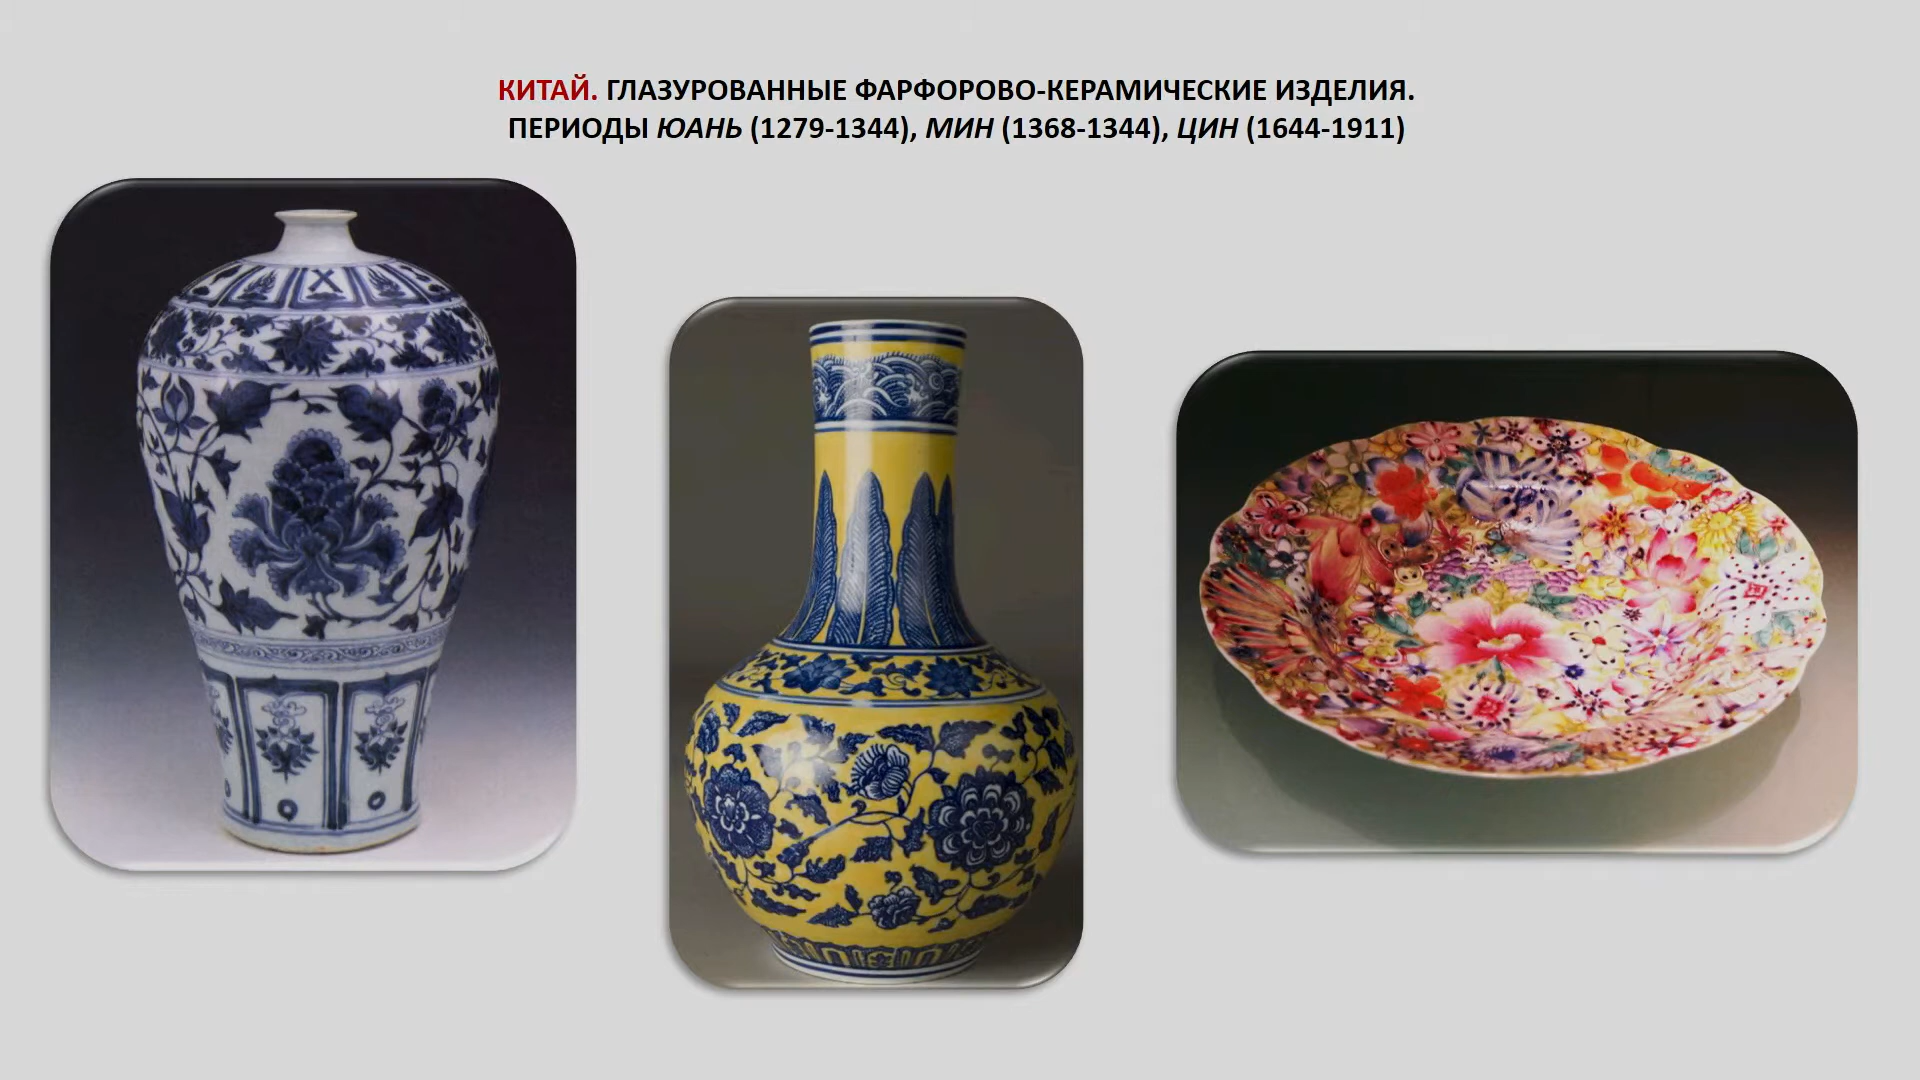 КИТАЙ. ГЛАЗУРОВАННЫЕ ФАРФОРОВО-КЕРАМИЧЕСКИЕ ИЗДЕЛИЯ.
ПЕРИОДЫ ЮАНЬ (1279-1344), МИН (1368-1344), ЦИН (1644-1911)